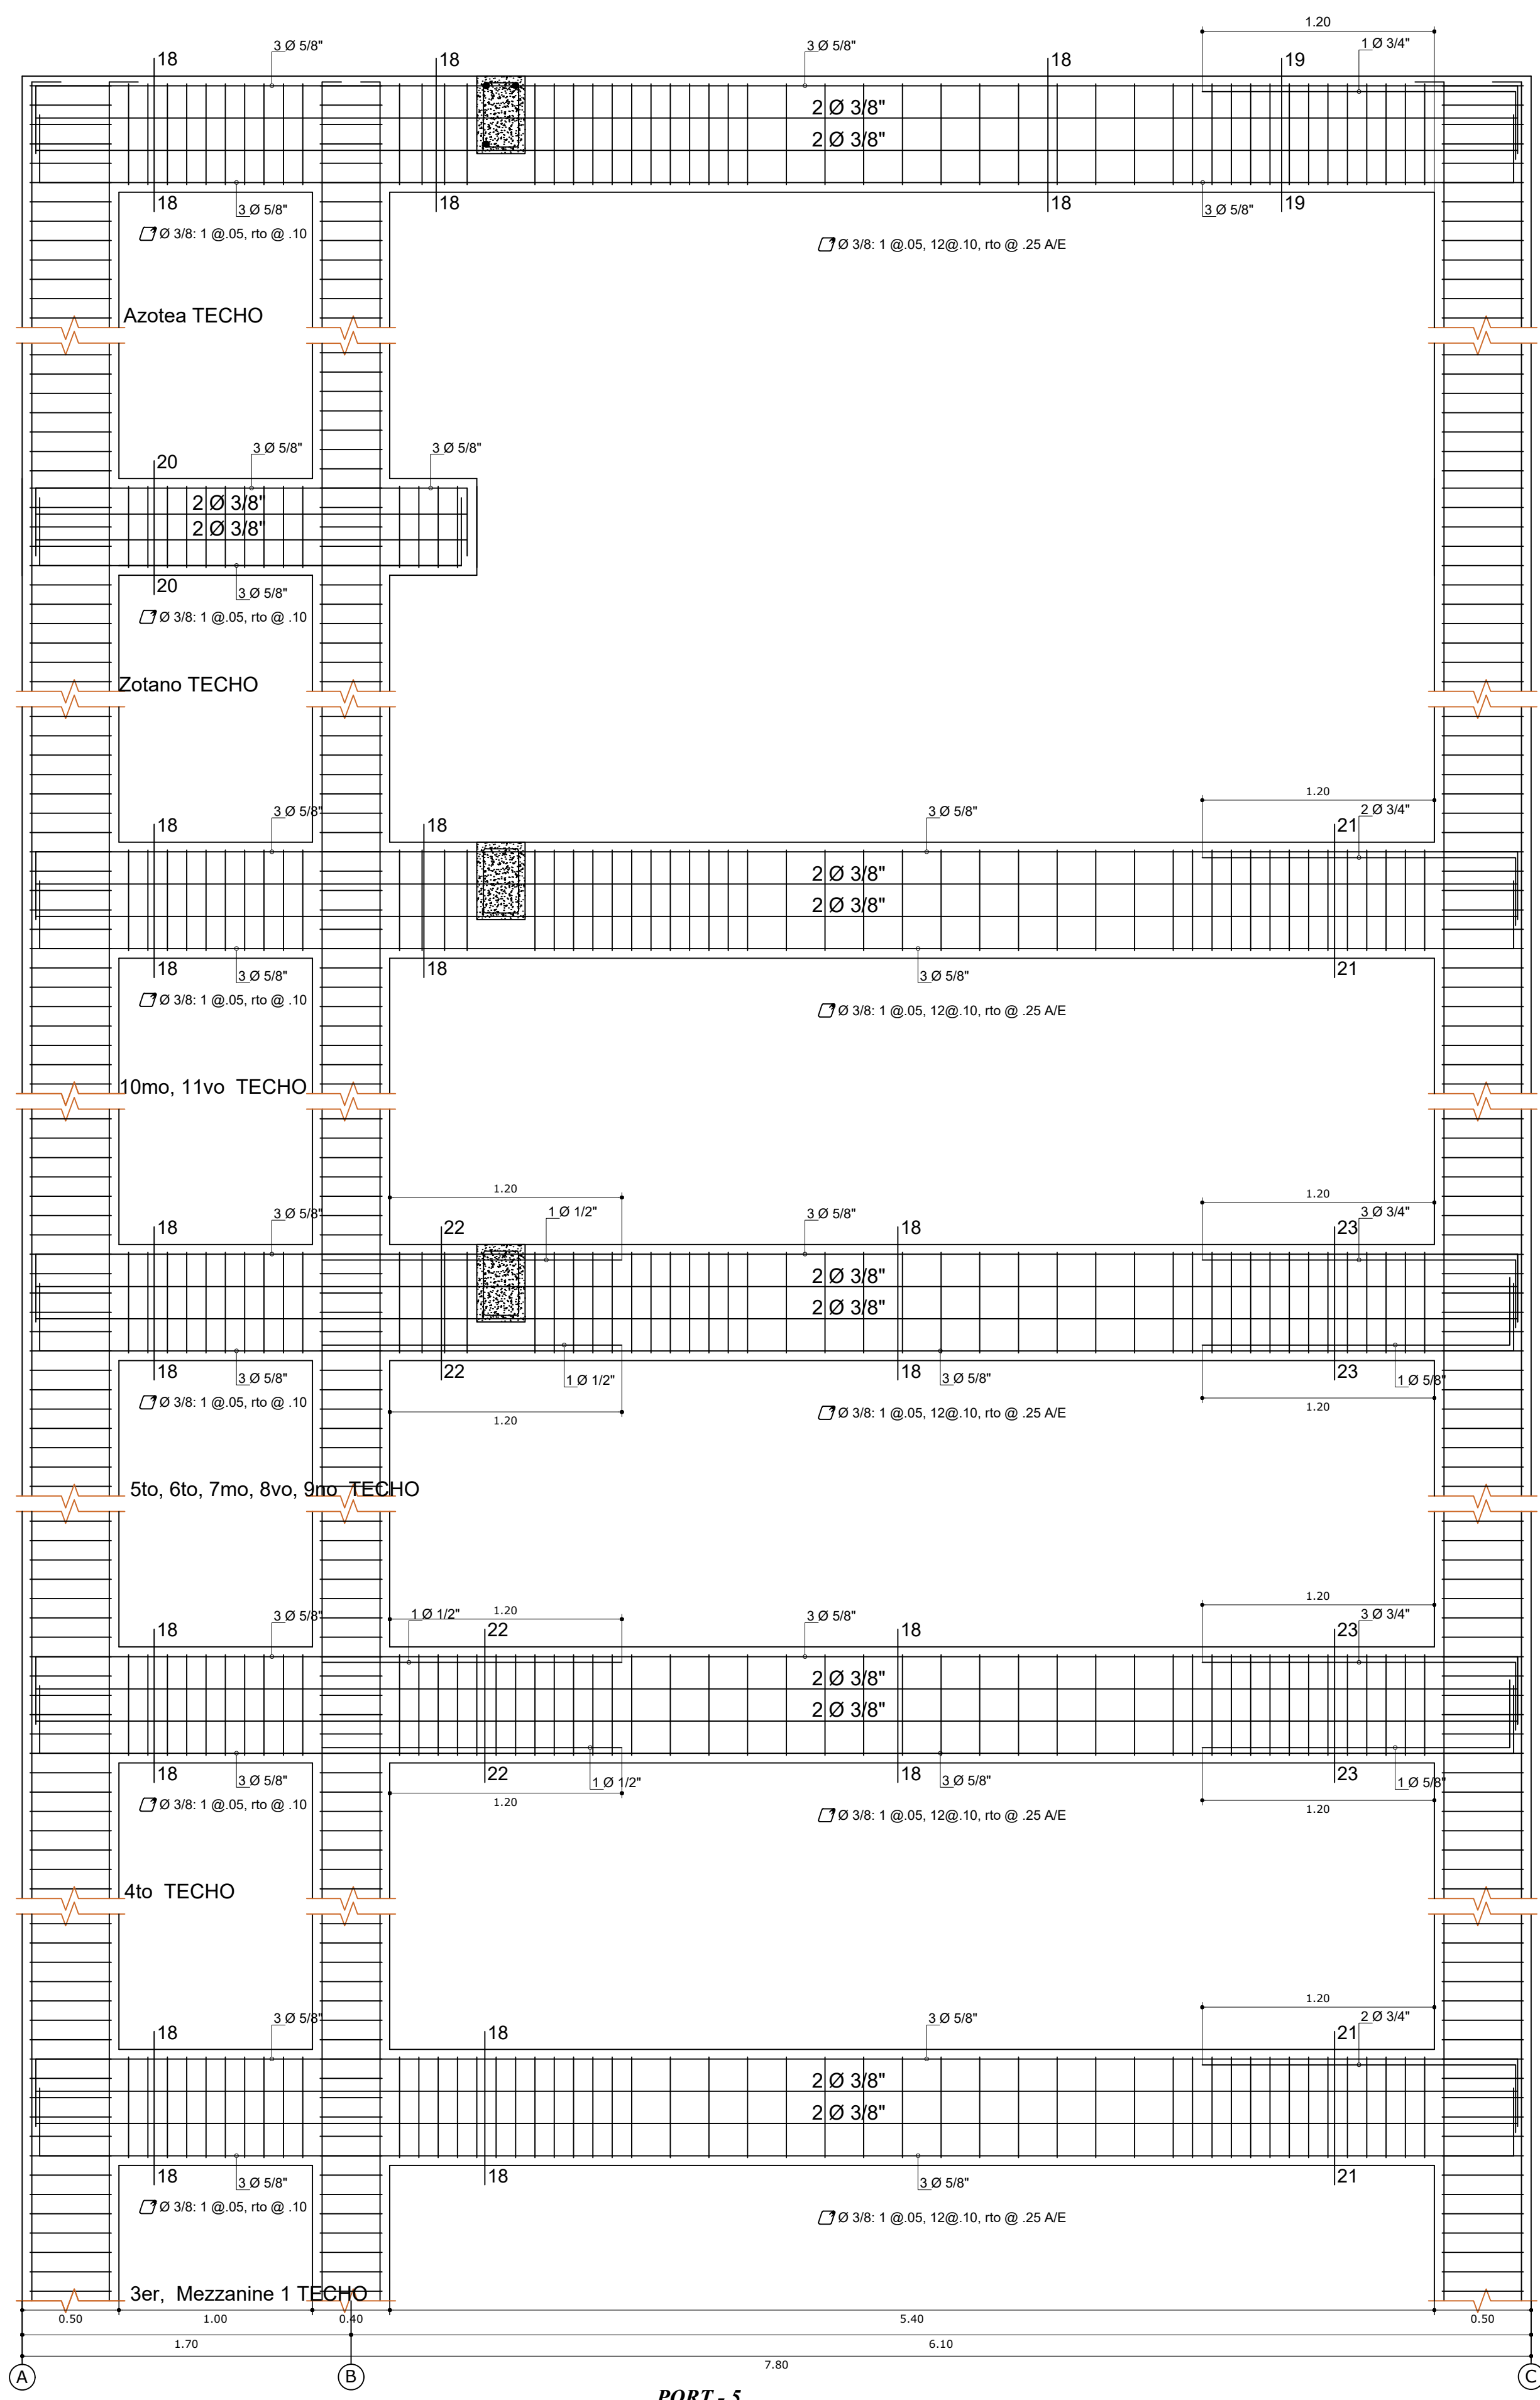 1.20
3 Ø 5/8"
3 Ø 5/8"
1 Ø 3/4"
18
18
18
19
2 Ø 3/8"
2 Ø 3/8"
18
18
18
19
3 Ø 5/8"
3 Ø 5/8"
Ø 3/8: 1 @.05, rto @ .10
Ø 3/8: 1 @.05, 12@.10, rto @ .25 A/E
Azotea TECHO
3 Ø 5/8"
3 Ø 5/8"
20
2 Ø 3/8"
2 Ø 3/8"
20
3 Ø 5/8"
Ø 3/8: 1 @.05, rto @ .10
Zotano TECHO
1.20
3 Ø 5/8"
3 Ø 5/8"
2 Ø 3/4"
18
18
21
2 Ø 3/8"
2 Ø 3/8"
18
18
21
3 Ø 5/8"
3 Ø 5/8"
Ø 3/8: 1 @.05, rto @ .10
Ø 3/8: 1 @.05, 12@.10, rto @ .25 A/E
10mo, 11vo TECHO
1.20
1.20
3 Ø 5/8"
1 Ø 1/2"
3 Ø 5/8"
3 Ø 3/4"
18
22
18
23
2 Ø 3/8"
2 Ø 3/8"
18
22
18
23
3 Ø 5/8"
1 Ø 1/2"
3 Ø 5/8"
1 Ø 5/8"
Ø 3/8: 1 @.05, rto @ .10
1.20
Ø 3/8: 1 @.05, 12@.10, rto @ .25 A/E
1.20
5to, 6to, 7mo, 8vo, 9no TECHO
1.20
1.20
3 Ø 5/8"
1 Ø 1/2"
3 Ø 5/8"
3 Ø 3/4"
18
22
18
23
2 Ø 3/8"
2 Ø 3/8"
18
22
18
23
3 Ø 5/8"
1 Ø 1/2"
3 Ø 5/8"
1 Ø 5/8"
Ø 3/8: 1 @.05, rto @ .10
1.20
Ø 3/8: 1 @.05, 12@.10, rto @ .25 A/E
1.20
4to TECHO
1.20
3 Ø 5/8"
3 Ø 5/8"
2 Ø 3/4"
18
18
21
2 Ø 3/8"
2 Ø 3/8"
18
18
21
3 Ø 5/8"
3 Ø 5/8"
Ø 3/8: 1 @.05, rto @ .10
Ø 3/8: 1 @.05, 12@.10, rto @ .25 A/E
3er, Mezzanine 1 TECHO
0.50
1.00
0.40
5.40
0.50
1.70
6.10
7.80
A
B
C
PORT - 5